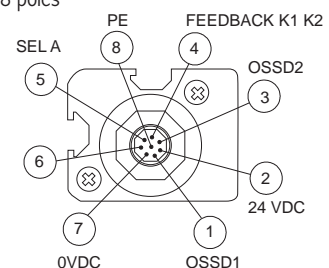 8 poles
PE
FEEDBACK K1 K2
SEL A
8
4
OSSD2
5
3
6
2
24 VDC
7
1
0VDC
OSSD1